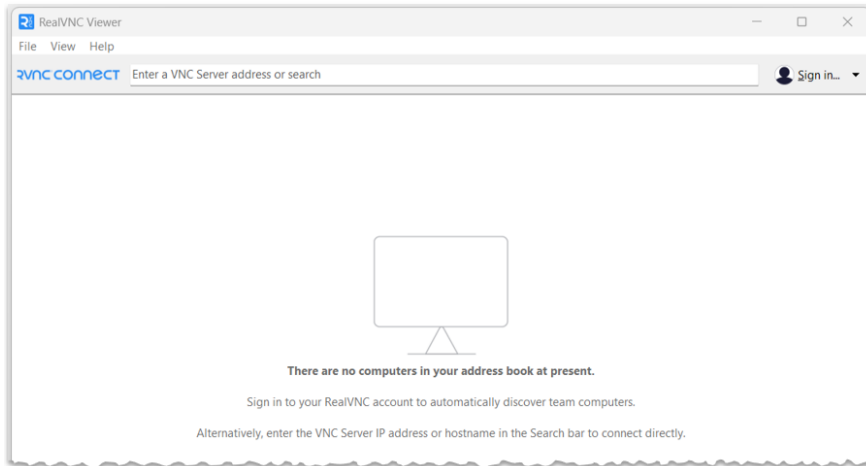 RealVNC Viewer
File View Help
RVNC CONNECT Enter a VNC Server address or search Sign in...
There are no computers in your address book at present.
Sign in to your RealVNC account to automatically discover team computers.
Alternatively, enter the VNC Server IP address or hostname in the Search bar to connect directly.